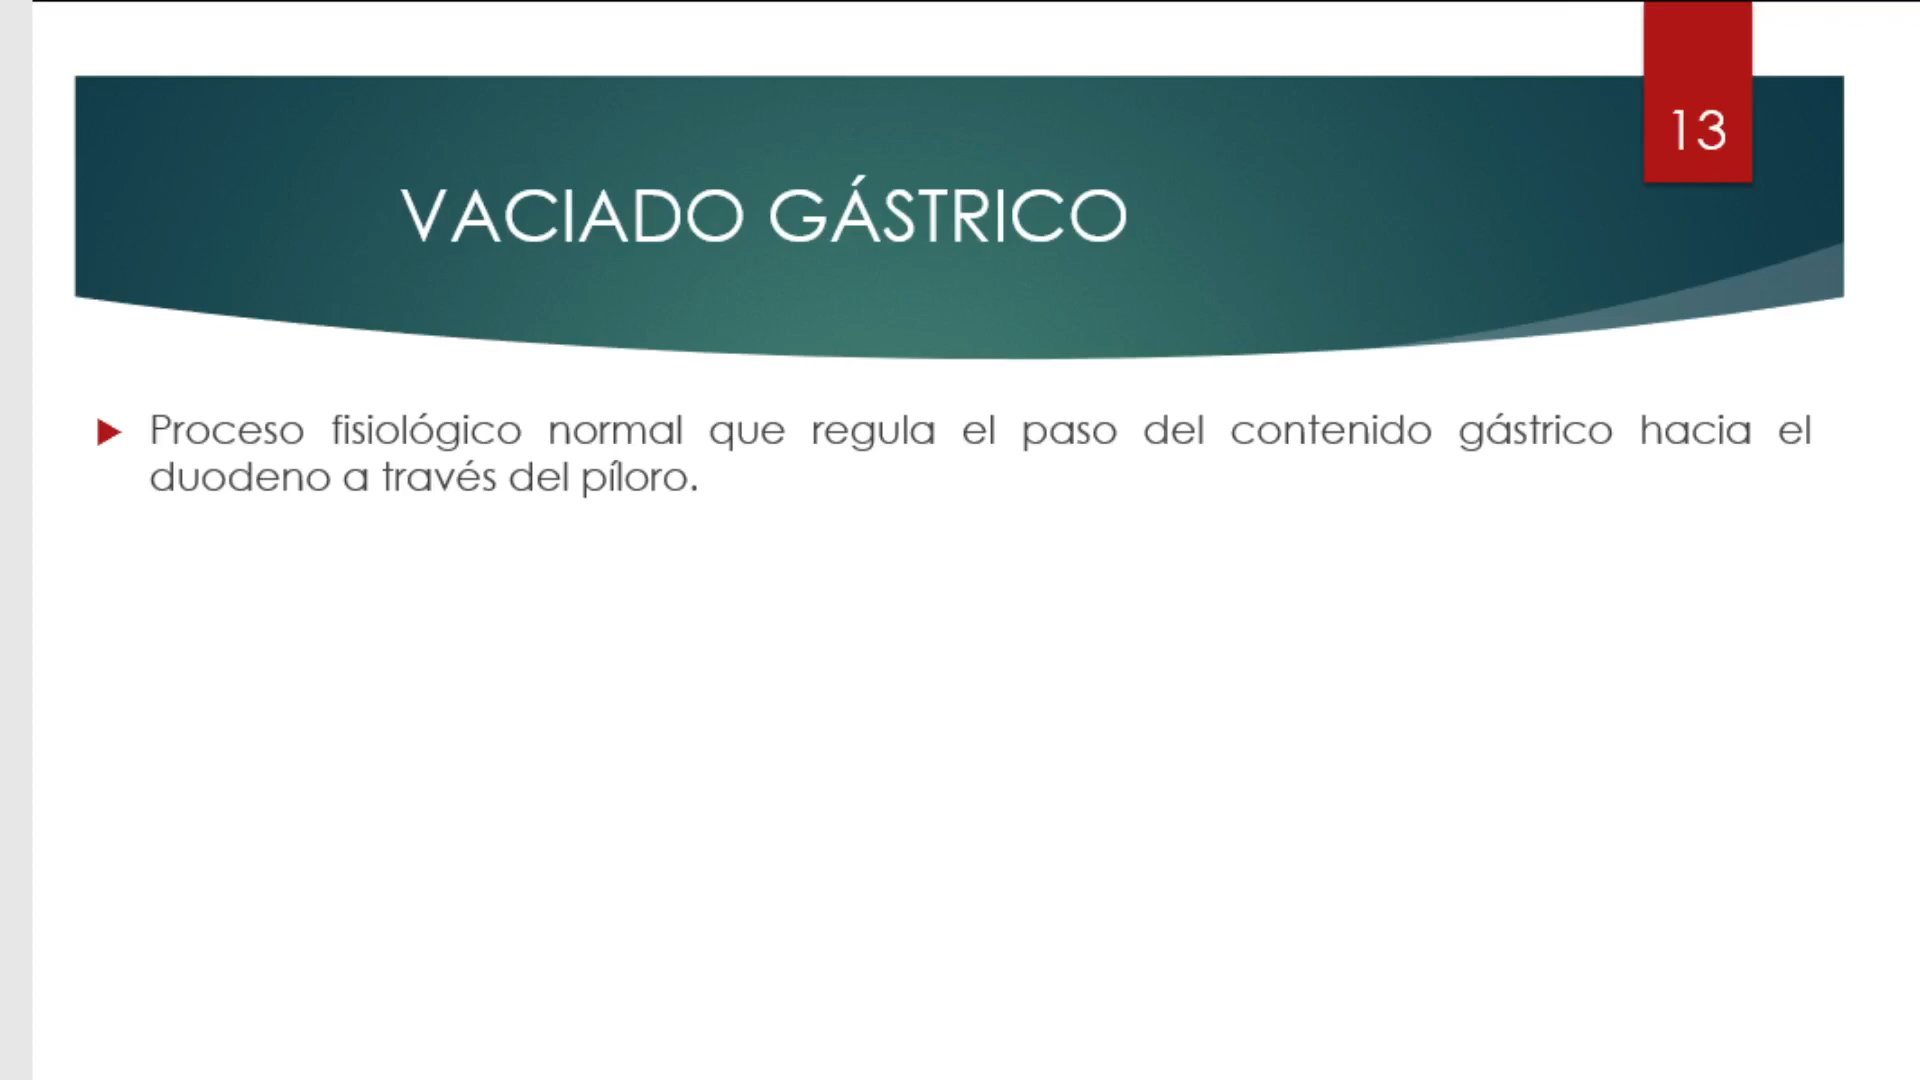 13
VACIADO GÁSTRICO
Proceso fisiológico normal que regula el paso del contenido gástrico hacia el
duodeno a través del píloro.